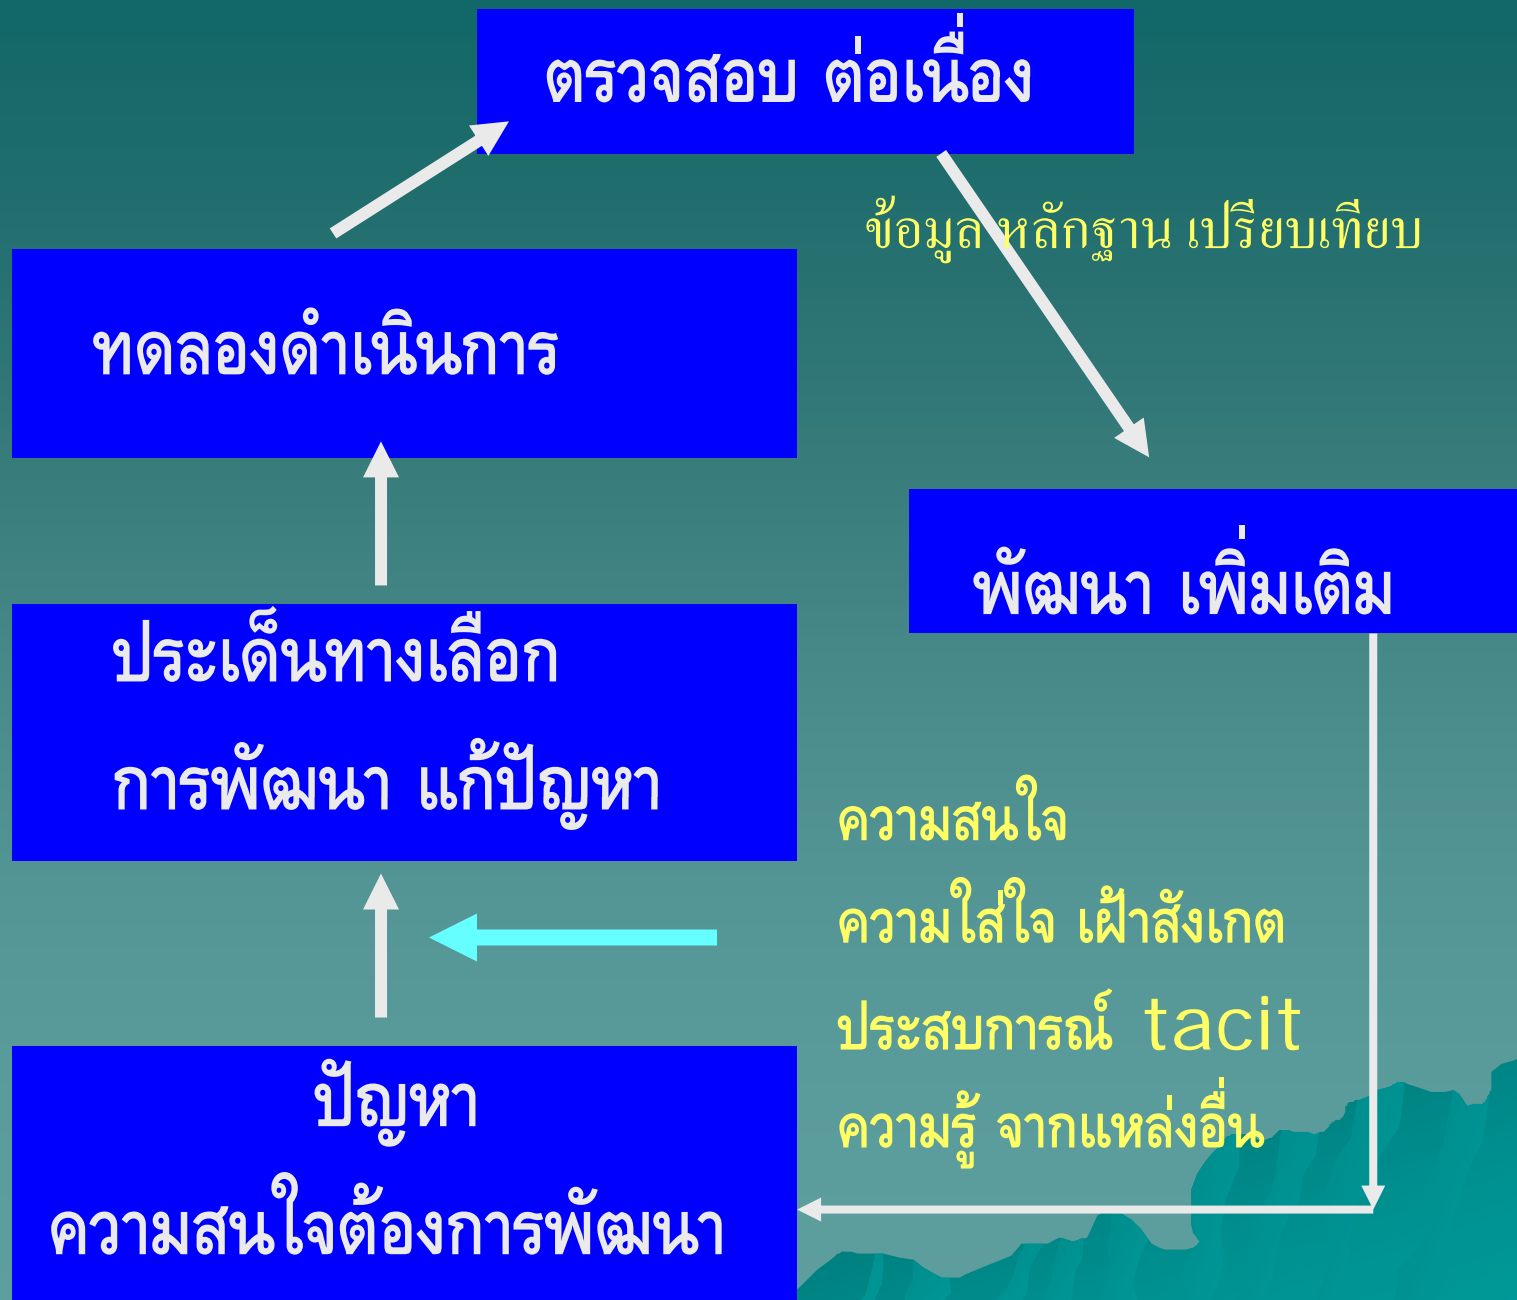 ตรวจสอบ ต่อเนื่อง
ข้อมูล หลักฐาน เปรียบเทียบ
ทดลองดำเนินการ
พัฒนา เพิ่มเติม
ประเด็นทางเลือก
การพัฒนา แก้ปัญหา
ความสนใจ
ความใส่ใจ เฝ้าสังเกต
ประสบการณ์ tacit
ความรู้ จากแหล่งอื่น
ปัญหา
ความสนใจต้องการพัฒนา